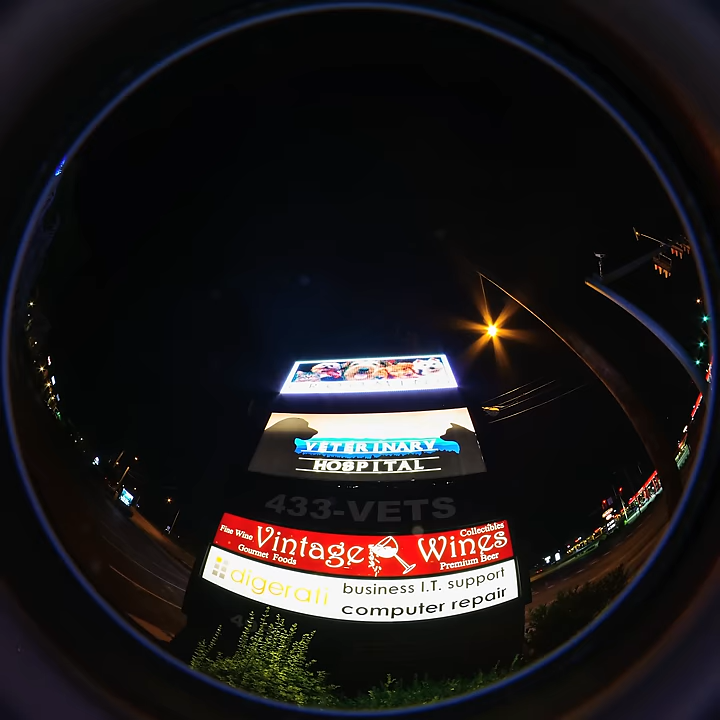 VETERINARY
HOSPITAL
433-VETS
Fine Wine Vintage Wines Collectibles
Gourmet Foods Premium Beer
digerati business I.T. support
computer repair